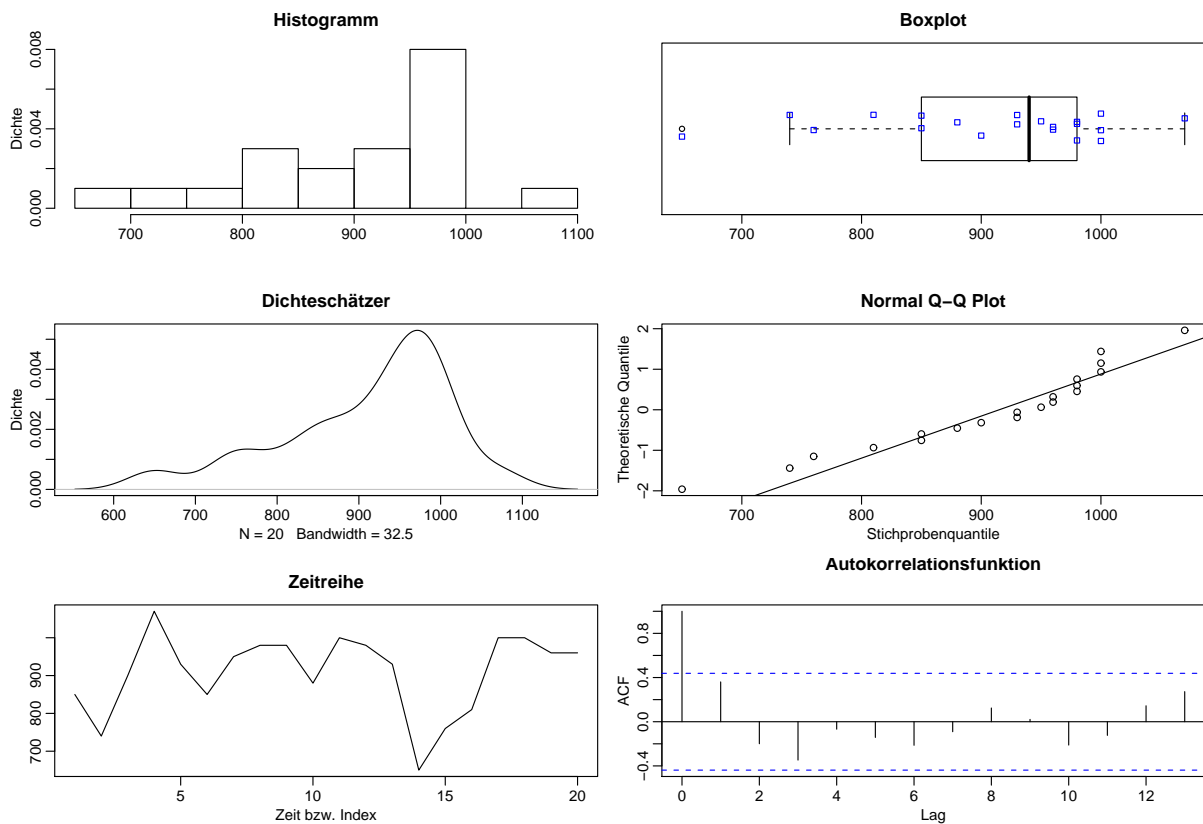 Histogramm
Dichte
0.000 0.004 0.008
700 800 900 1000 1100
Boxplot
700 800 900 1000
Dichteschätzer
Dichte
0.000 0.002 0.004
600 700 800 900 1000 1100
N = 20 Bandwidth = 32.5
Normal Q−Q Plot
Theoretische Quantile
−2 −1 0 1 2
700 800 900 1000
Stichprobenquantile
Zeitreihe
700 800 900
5 10 15 20
Zeit bzw. Index
Autokorrelationsfunktion
ACF
−0.4 0.0 0.4 0.8
0 2 4 6 8 10 12
Lag